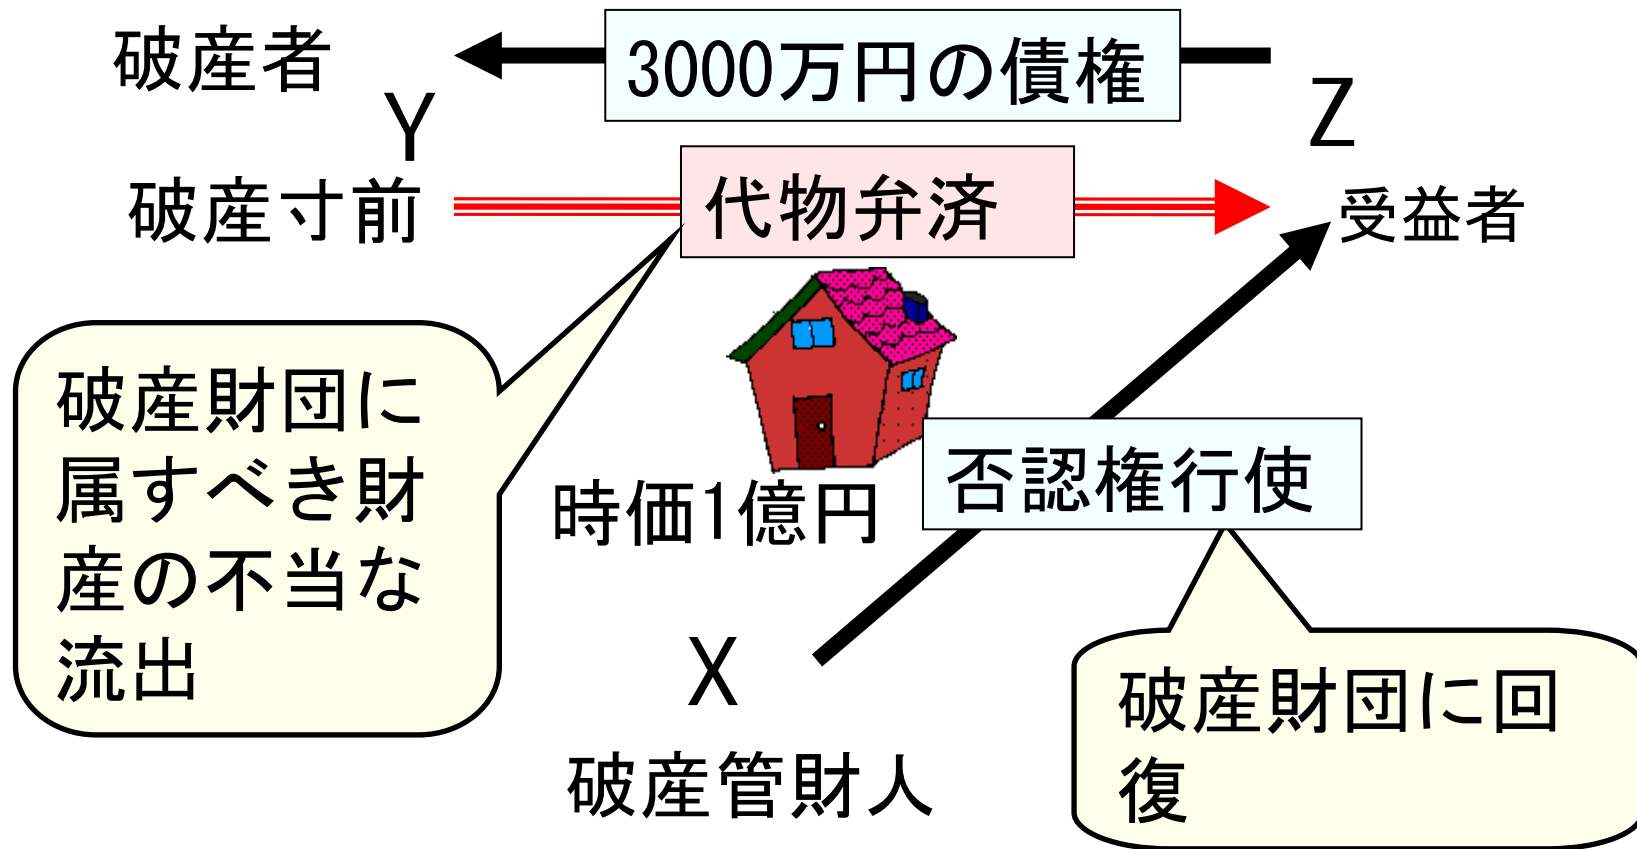 破産者
3000万円の債権
Y
Z
破産寸前
代物弁済
受益者
破産財団に
属すべき財
産の不当な
流出
時価1億円
否認権行使
X
破産管財人
破産財団に回
復